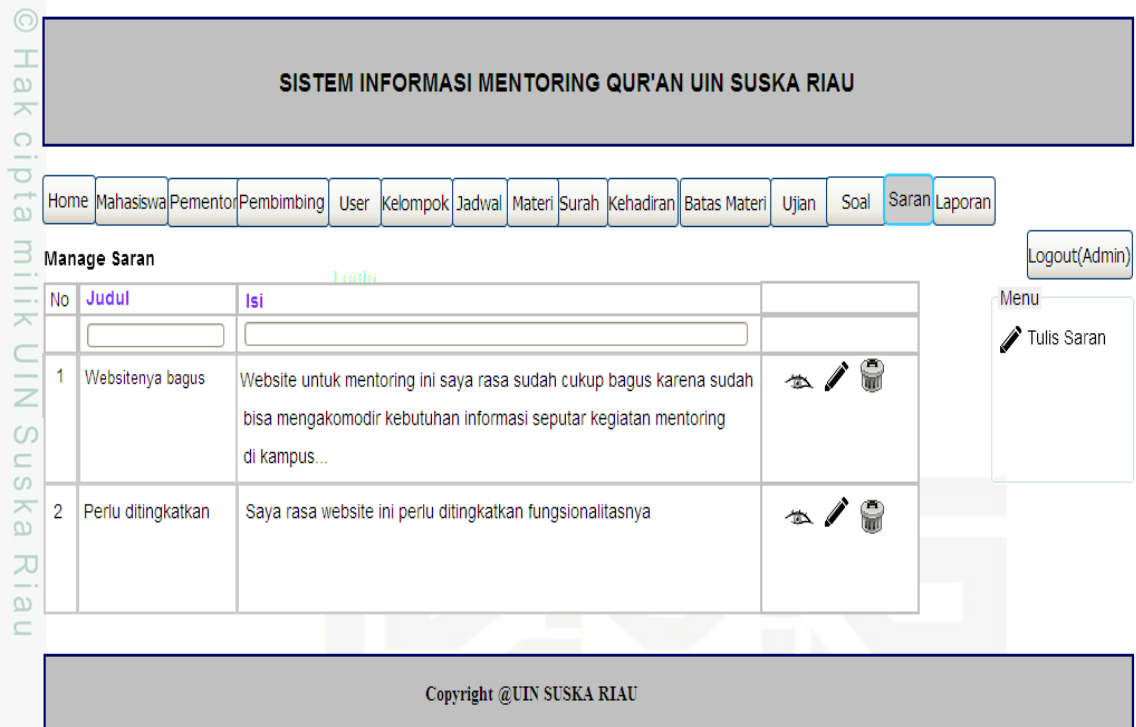 © Hak cipta milik UIN Suska Riau
SISTEM INFORMASI MENTORING QUR'AN UIN SUSKA RIAU
Home Mahasiswa Pementor Pembimbing User Kelompok Jadwal Materi Surah Kehadiran Batas Materi Ujian Soal Saran Laporan
Logout(Admin)
Manage Saran
No Judul Isi
1 Websitenya bagus Website untuk mentoring ini saya rasa sudah cukup bagus karena sudah
bisa mengakomodir kebutuhan informasi seputar kegiatan mentoring
di kampus...
2 Perlu ditingkatkan Saya rasa website ini perlu ditingkatkan fungsionalitasnya
Menu
Tulis Saran
Copyright @UIN SUSKA RIAU